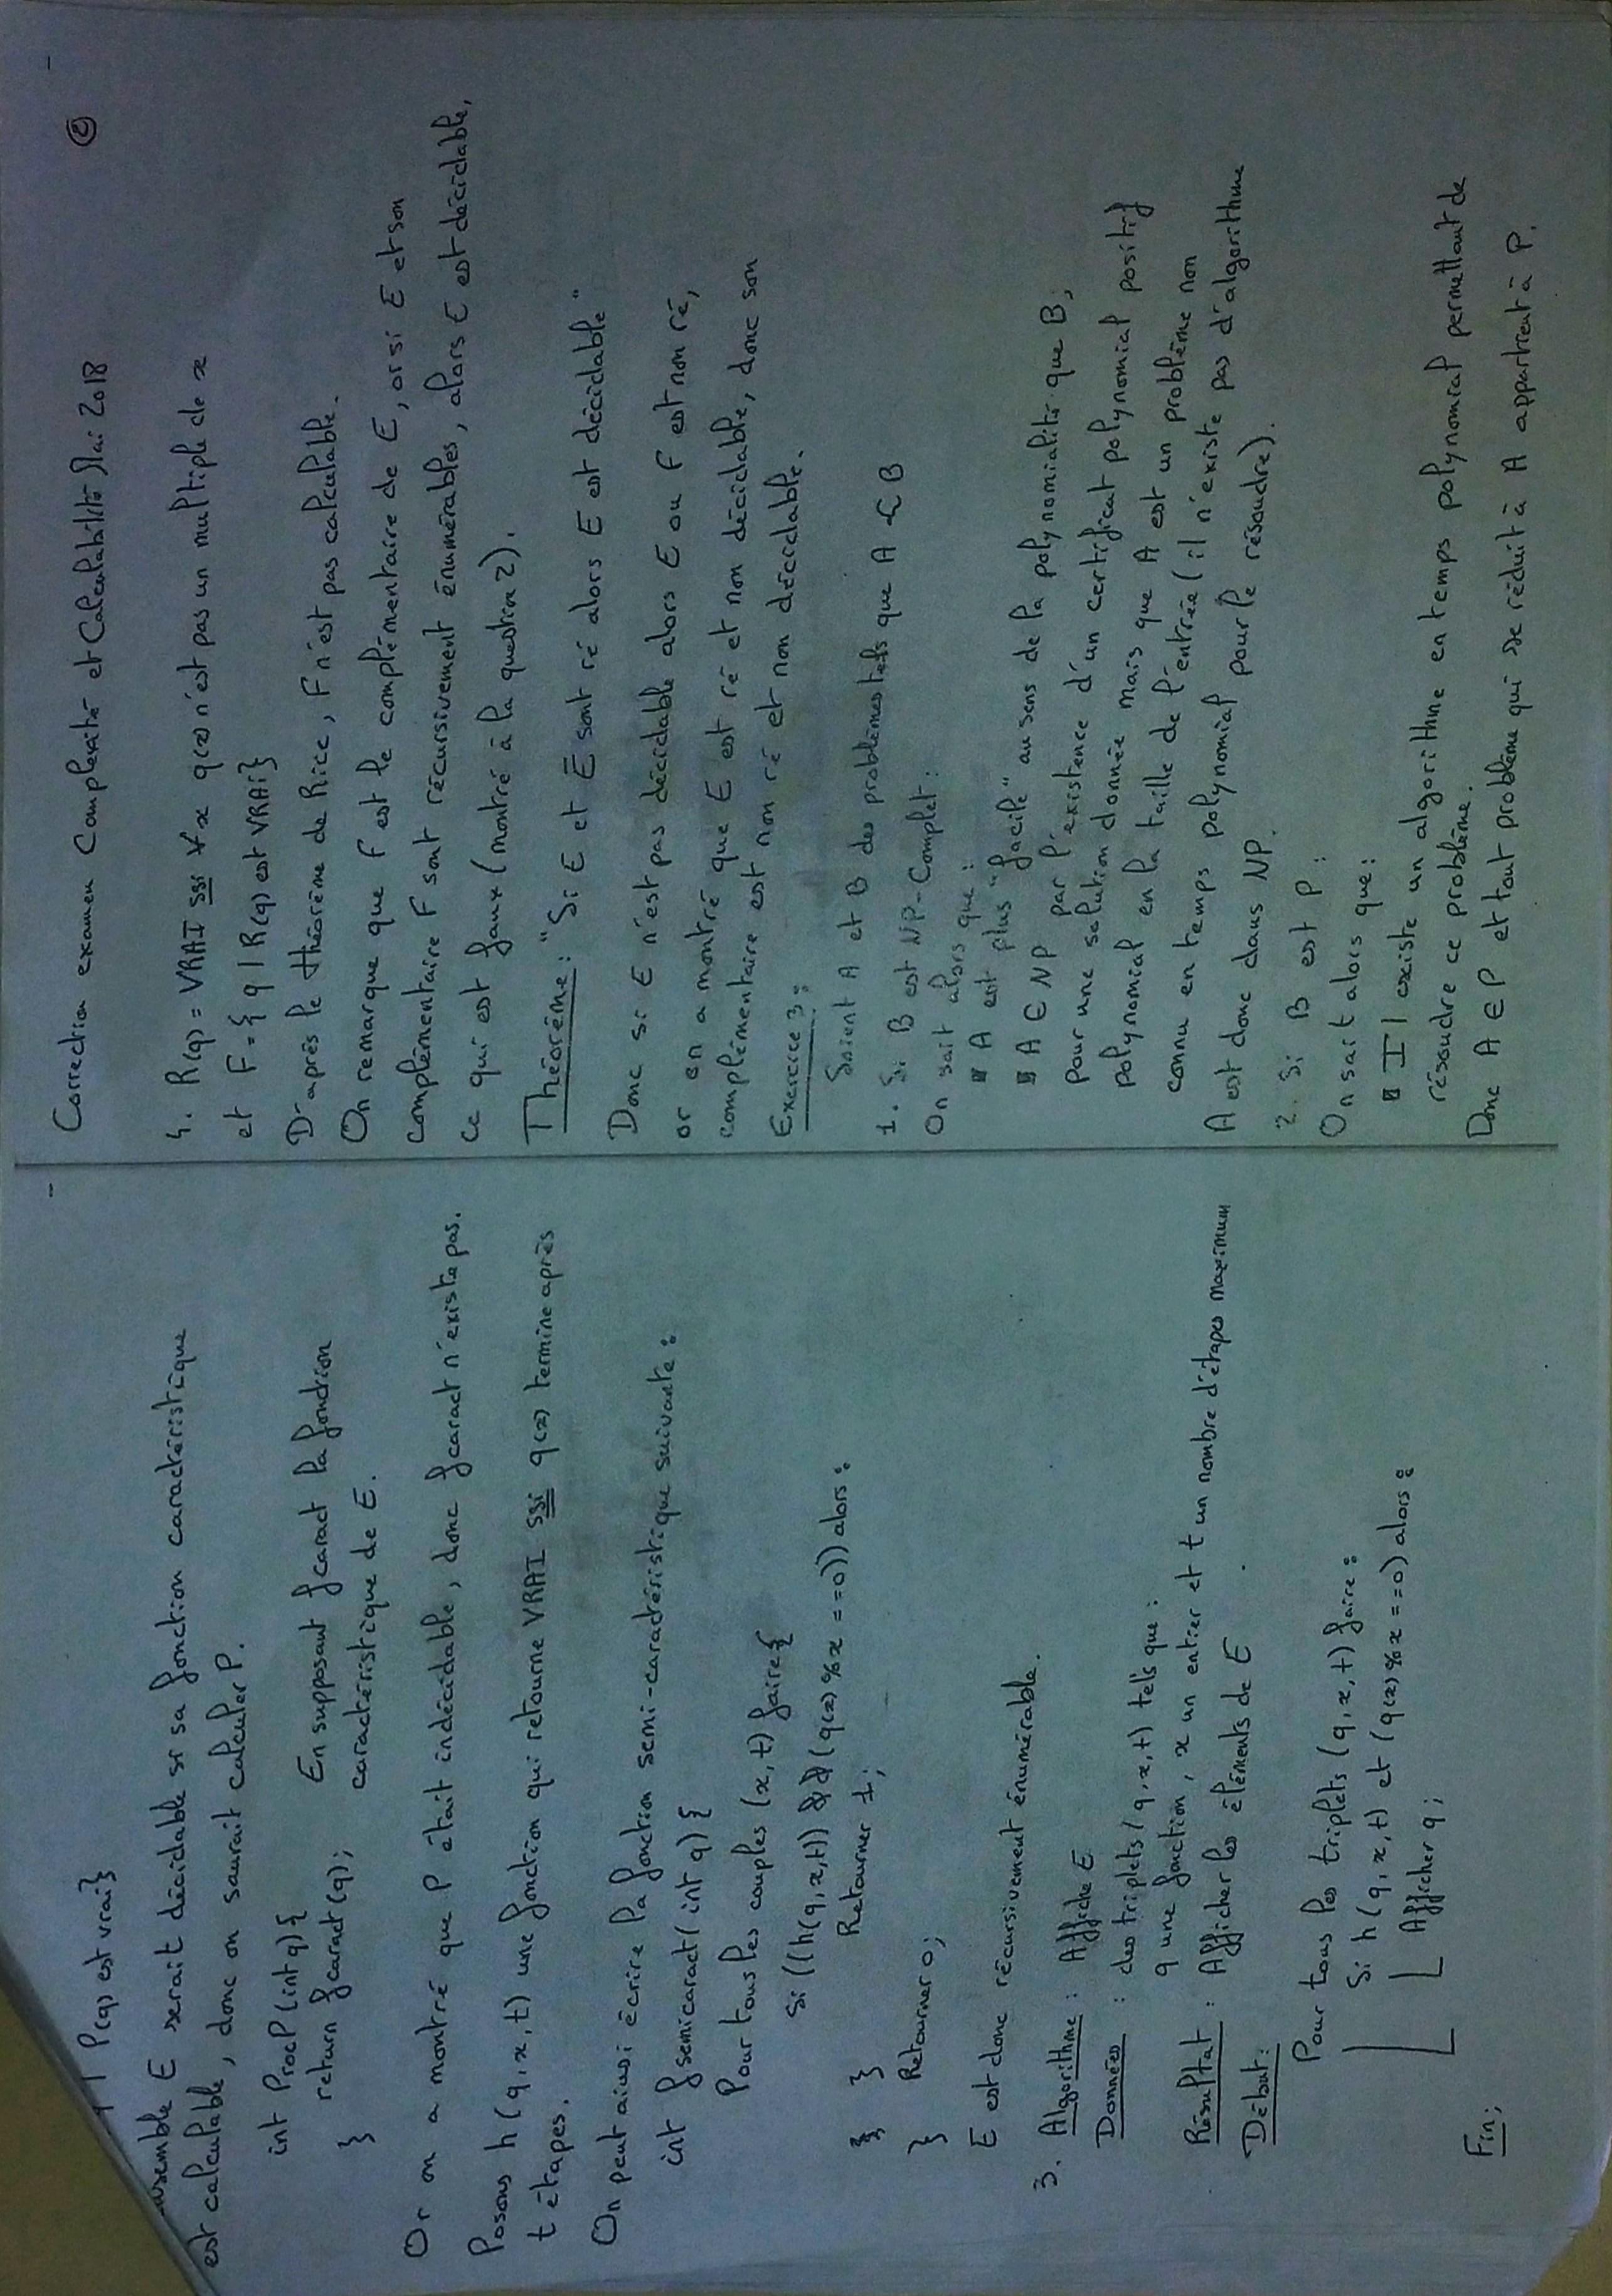 q | P(q) est vrai}
ensemble E serait décidable si sa fonction caractéristique
est calculable, donc on saurait calculer P.
int ProcP(int q){
return fcaract(q);
}
En supposant fcaract la fonction
caractéristique de E.
Or on a montré que P était indécidable, donc fcaract n'existe pas.
Posons h(q,x,t) une fonction qui retourne VRAI ssi q(x) termine après
t étapes.
On peut ainsi écrire la fonction semi-caractéristique suivante :
int fsemicaract(int q){
Pour tous les couples (x,t) faire{
Si ((h(q,x,t)) && (q(x)%x==0)) alors :
Retourner 1;
} }
Retourner 0;
}
E est donc récursivement énumérable.
3. Algorithme : Affiche E
Données : des triplets (q,x,t) tels que :
q une fonction, x un entier et t un nombre d'étapes maximum
Résultat : Afficher les éléments de E.
Début :
Pour tous les triplets (q,x,t) faire :
Si h(q,x,t) et (q(x)%x==0) alors :
Afficher q;
Fin;
Correction examen Complexité et Calculabilité Mai 2018
②
4. R(q) = VRAI ssi ∀x q(x) n'est pas un multiple de x
et F={q | R(q) est VRAI}
D'après le théorème de Rice, F n'est pas calculable.
On remarque que F est le complémentaire de E, or si E et son
complémentaire F sont récursivement énumérables, alors E est décidable,
ce qui est faux (montré à la question 2).
Théorème : "Si E et Ē sont ré alors E est décidable"
Donc si E n'est pas décidable alors E ou F est non ré,
or on a montré que E est ré et non décidable, donc son
complémentaire est non ré et non décidable.
Exercice 3 :
Soient A et B des problèmes tels que A ≺ B
1. Si B est NP-Complet :
On sait alors que :
▪ A est plus "facile" au sens de la polynomialité que B,
▪ A ∈ NP par l'existence d'un certificat polynomial positif
pour une solution donnée mais que A est un problème non
polynomial en la taille de l'entrée (il n'existe pas d'algorithme
connu en temps polynomial pour le résoudre).
A est donc dans NP.
2. Si B est P :
On sait alors que :
▪ Il existe un algorithme en temps polynomial permettant de
résoudre ce problème.
Donc A ∈ P et tout problème qui se réduit à A appartient à P.